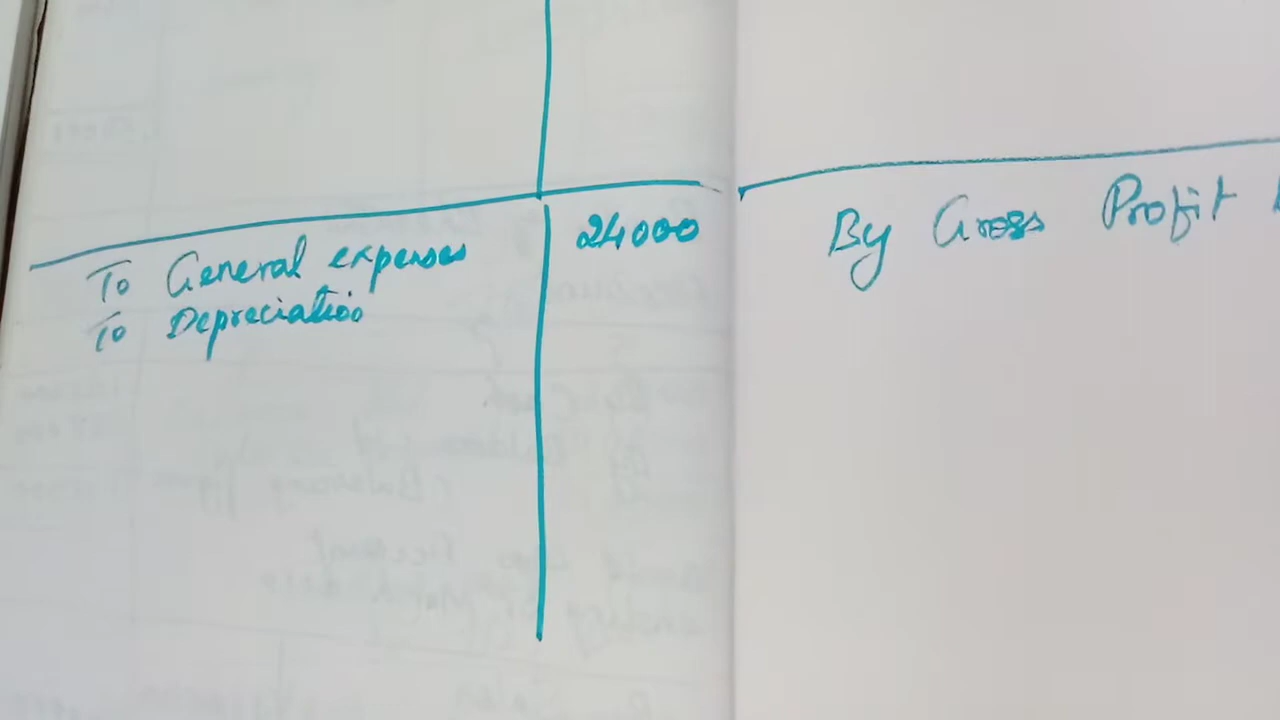 To General expenses 24000
To Depreciation
By Gross Profit